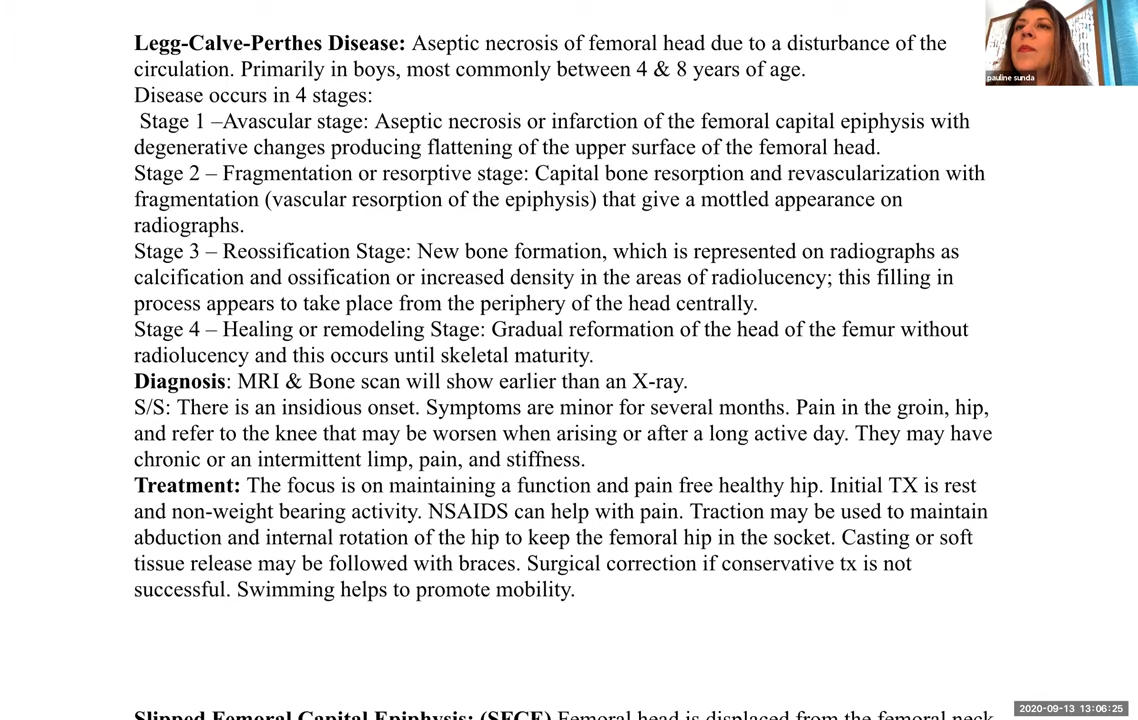 Legg-Calve-Perthes Disease: Aseptic necrosis of femoral head due to a disturbance of the
circulation. Primarily in boys, most commonly between 4 & 8 years of age.
Disease occurs in 4 stages:
Stage 1 –Avascular stage: Aseptic necrosis or infarction of the femoral capital epiphysis with
degenerative changes producing flattening of the upper surface of the femoral head.
Stage 2 – Fragmentation or resorptive stage: Capital bone resorption and revascularization with
fragmentation (vascular resorption of the epiphysis) that give a mottled appearance on
radiographs.
Stage 3 – Reossification Stage: New bone formation, which is represented on radiographs as
calcification and ossification or increased density in the areas of radiolucency; this filling in
process appears to take place from the periphery of the head centrally.
Stage 4 – Healing or remodeling Stage: Gradual reformation of the head of the femur without
radiolucency and this occurs until skeletal maturity.
Diagnosis: MRI & Bone scan will show earlier than an X-ray.
S/S: There is an insidious onset. Symptoms are minor for several months. Pain in the groin, hip,
and refer to the knee that may be worsen when arising or after a long active day. They may have
chronic or an intermittent limp, pain, and stiffness.
Treatment: The focus is on maintaining a function and pain free healthy hip. Initial TX is rest
and non-weight bearing activity. NSAIDS can help with pain. Traction may be used to maintain
abduction and internal rotation of the hip to keep the femoral hip in the socket. Casting or soft
tissue release may be followed with braces. Surgical correction if conservative tx is not
successful. Swimming helps to promote mobility.
Slipped Femoral Capital Epiphysis: (SFCE) Femoral head is displaced from the femoral neck
pauline sunda
2020-09-13 13:06:25